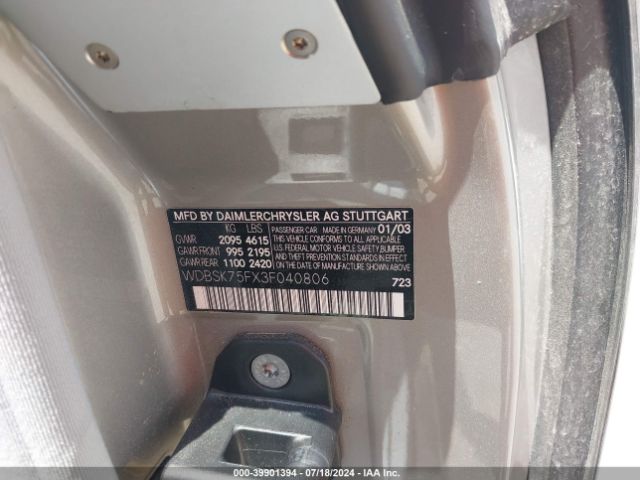 MFD BY DAIMLERCHRYSLER AG STUTTGART
KG LBS
GVWR 2095 4615
GAWR FRONT 995 2195
GAWR REAR 1100 2420
PASSENGER CAR MADE IN GERMANY 01/03
THIS VEHICLE CONFORMS TO ALL
APPLICABLE U.S. FEDERAL MOTOR
VEHICLE SAFETY, BUMPER,
AND THEFT PREVENTION
STANDARDS IN EFFECT ON THE
DATE OF MANUFACTURE
WDBSK75FX3F040806
723
000-39901394 - 07/18/2024 - IAA Inc.